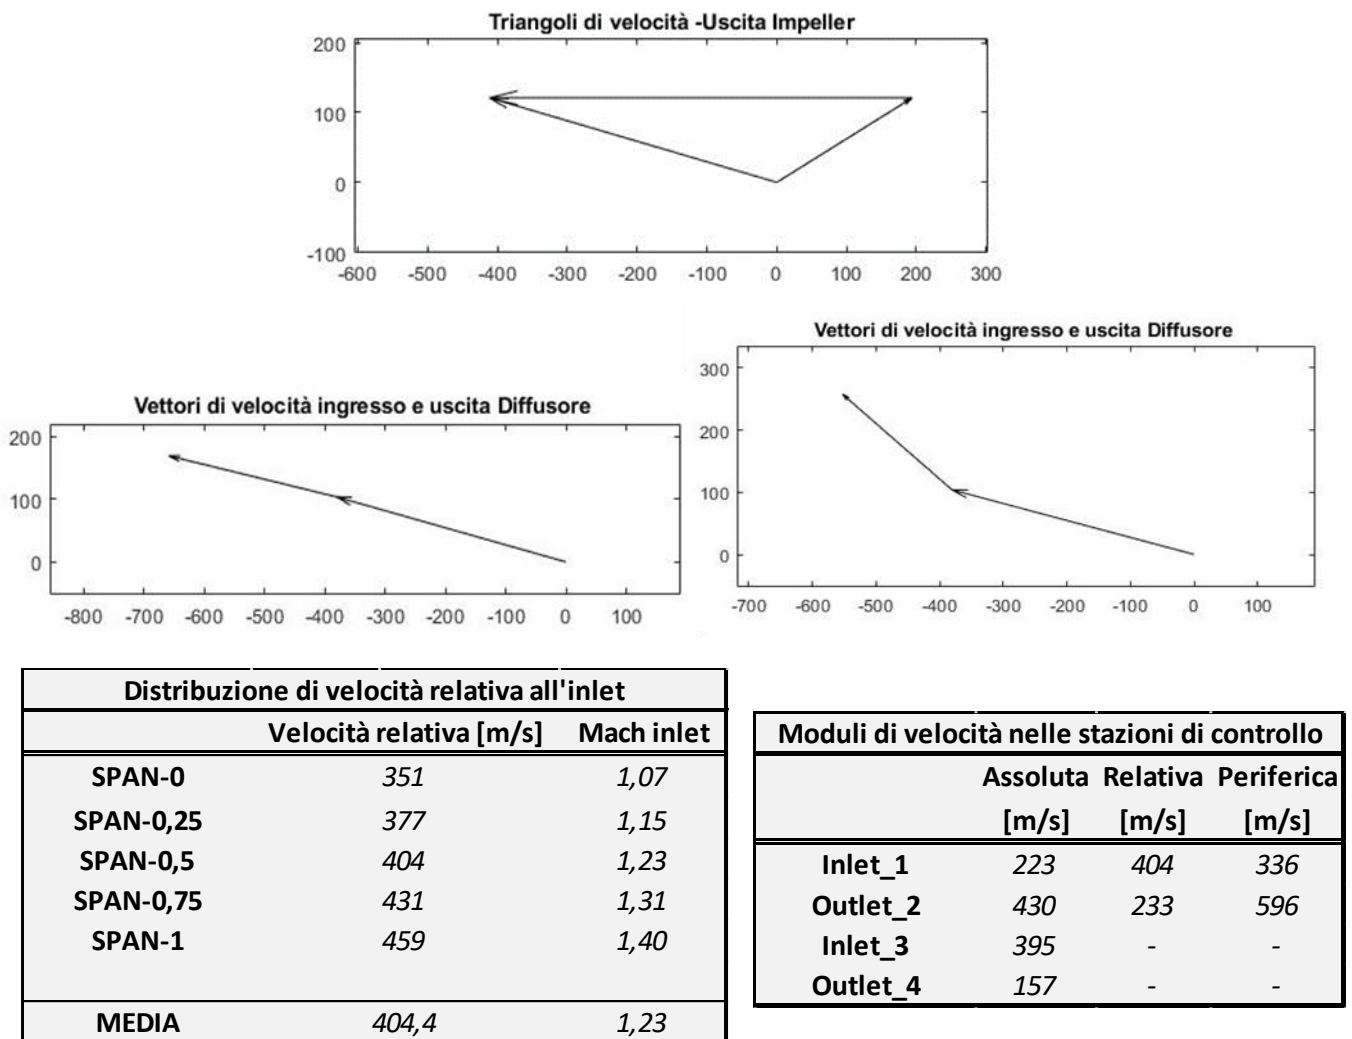 Triangoli di velocità -Uscita Impeller
200
100
0
-100
-600 -500 -400 -300 -200 -100 0 100 200 300
Vettori di velocità ingresso e uscita Diffusore
200
100
0
-800 -700 -600 -500 -400 -300 -200 -100 0 100
Vettori di velocità ingresso e uscita Diffusore
300
200
100
0
-700 -600 -500 -400 -300 -200 -100 0 100
Distribuzione di velocità relativa all'inlet
Velocità relativa [m/s] Mach inlet
SPAN-0 351 1,07
SPAN-0,25 377 1,15
SPAN-0,5 404 1,23
SPAN-0,75 431 1,31
SPAN-1 459 1,40
MEDIA 404,4 1,23
Moduli di velocità nelle stazioni di controllo
Assoluta Relativa Periferica
[m/s] [m/s] [m/s]
Inlet_1 223 404 336
Outlet_2 430 233 596
Inlet_3 395 - -
Outlet_4 157 - -